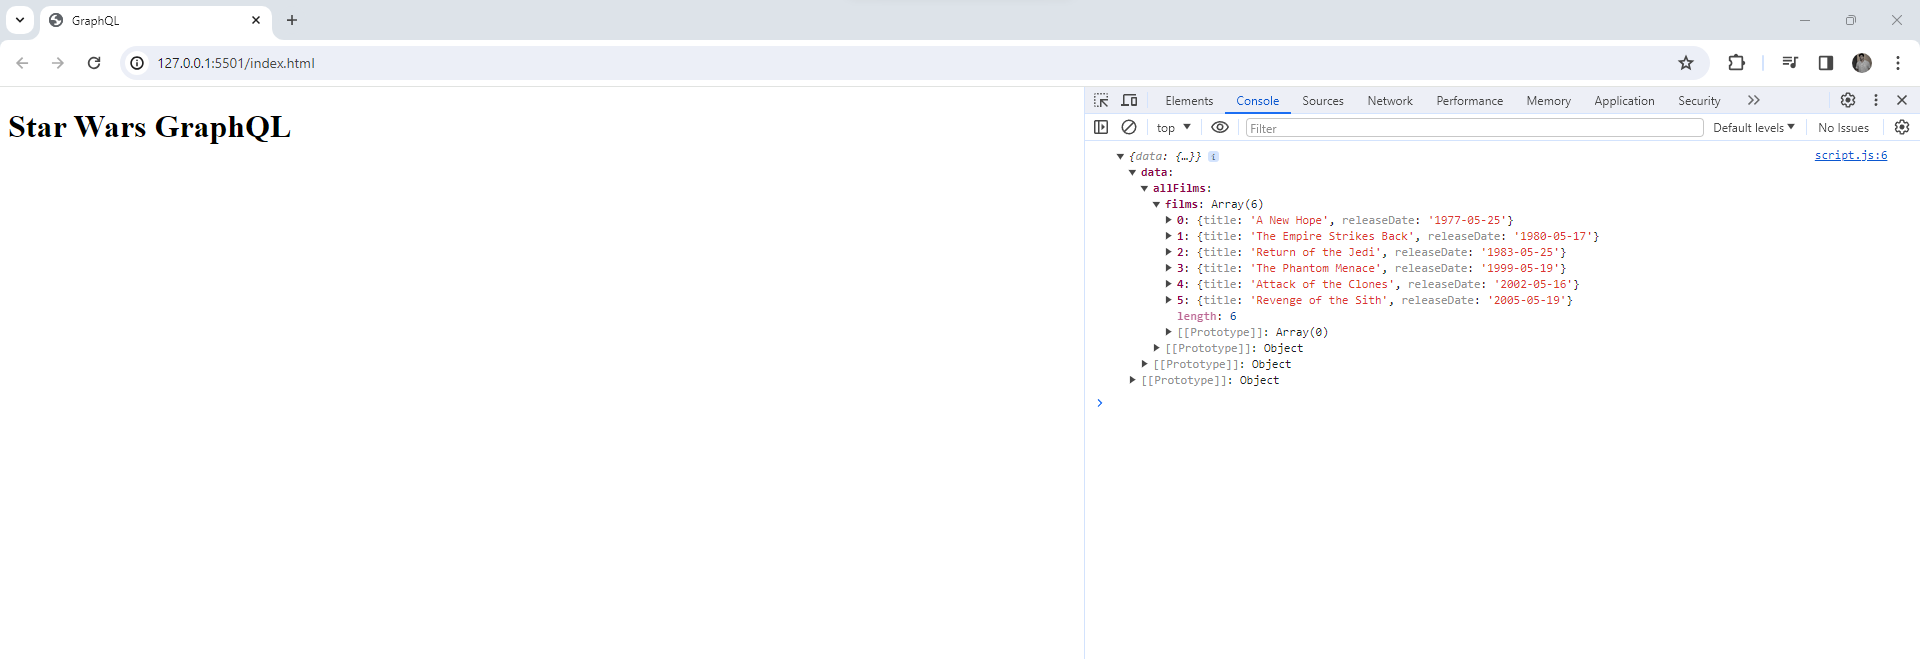 GraphQL
127.0.0.1:5501/index.html
Star Wars GraphQL
Elements Console Sources Network Performance Memory Application Security
top Filter Default levels No Issues
{data: {…}} i script.js:6
data:
allFilms:
films: Array(6)
0: {title: 'A New Hope', releaseDate: '1977-05-25'}
1: {title: 'The Empire Strikes Back', releaseDate: '1980-05-17'}
2: {title: 'Return of the Jedi', releaseDate: '1983-05-25'}
3: {title: 'The Phantom Menace', releaseDate: '1999-05-19'}
4: {title: 'Attack of the Clones', releaseDate: '2002-05-16'}
5: {title: 'Revenge of the Sith', releaseDate: '2005-05-19'}
length: 6
[[Prototype]]: Array(0)
[[Prototype]]: Object
[[Prototype]]: Object
[[Prototype]]: Object